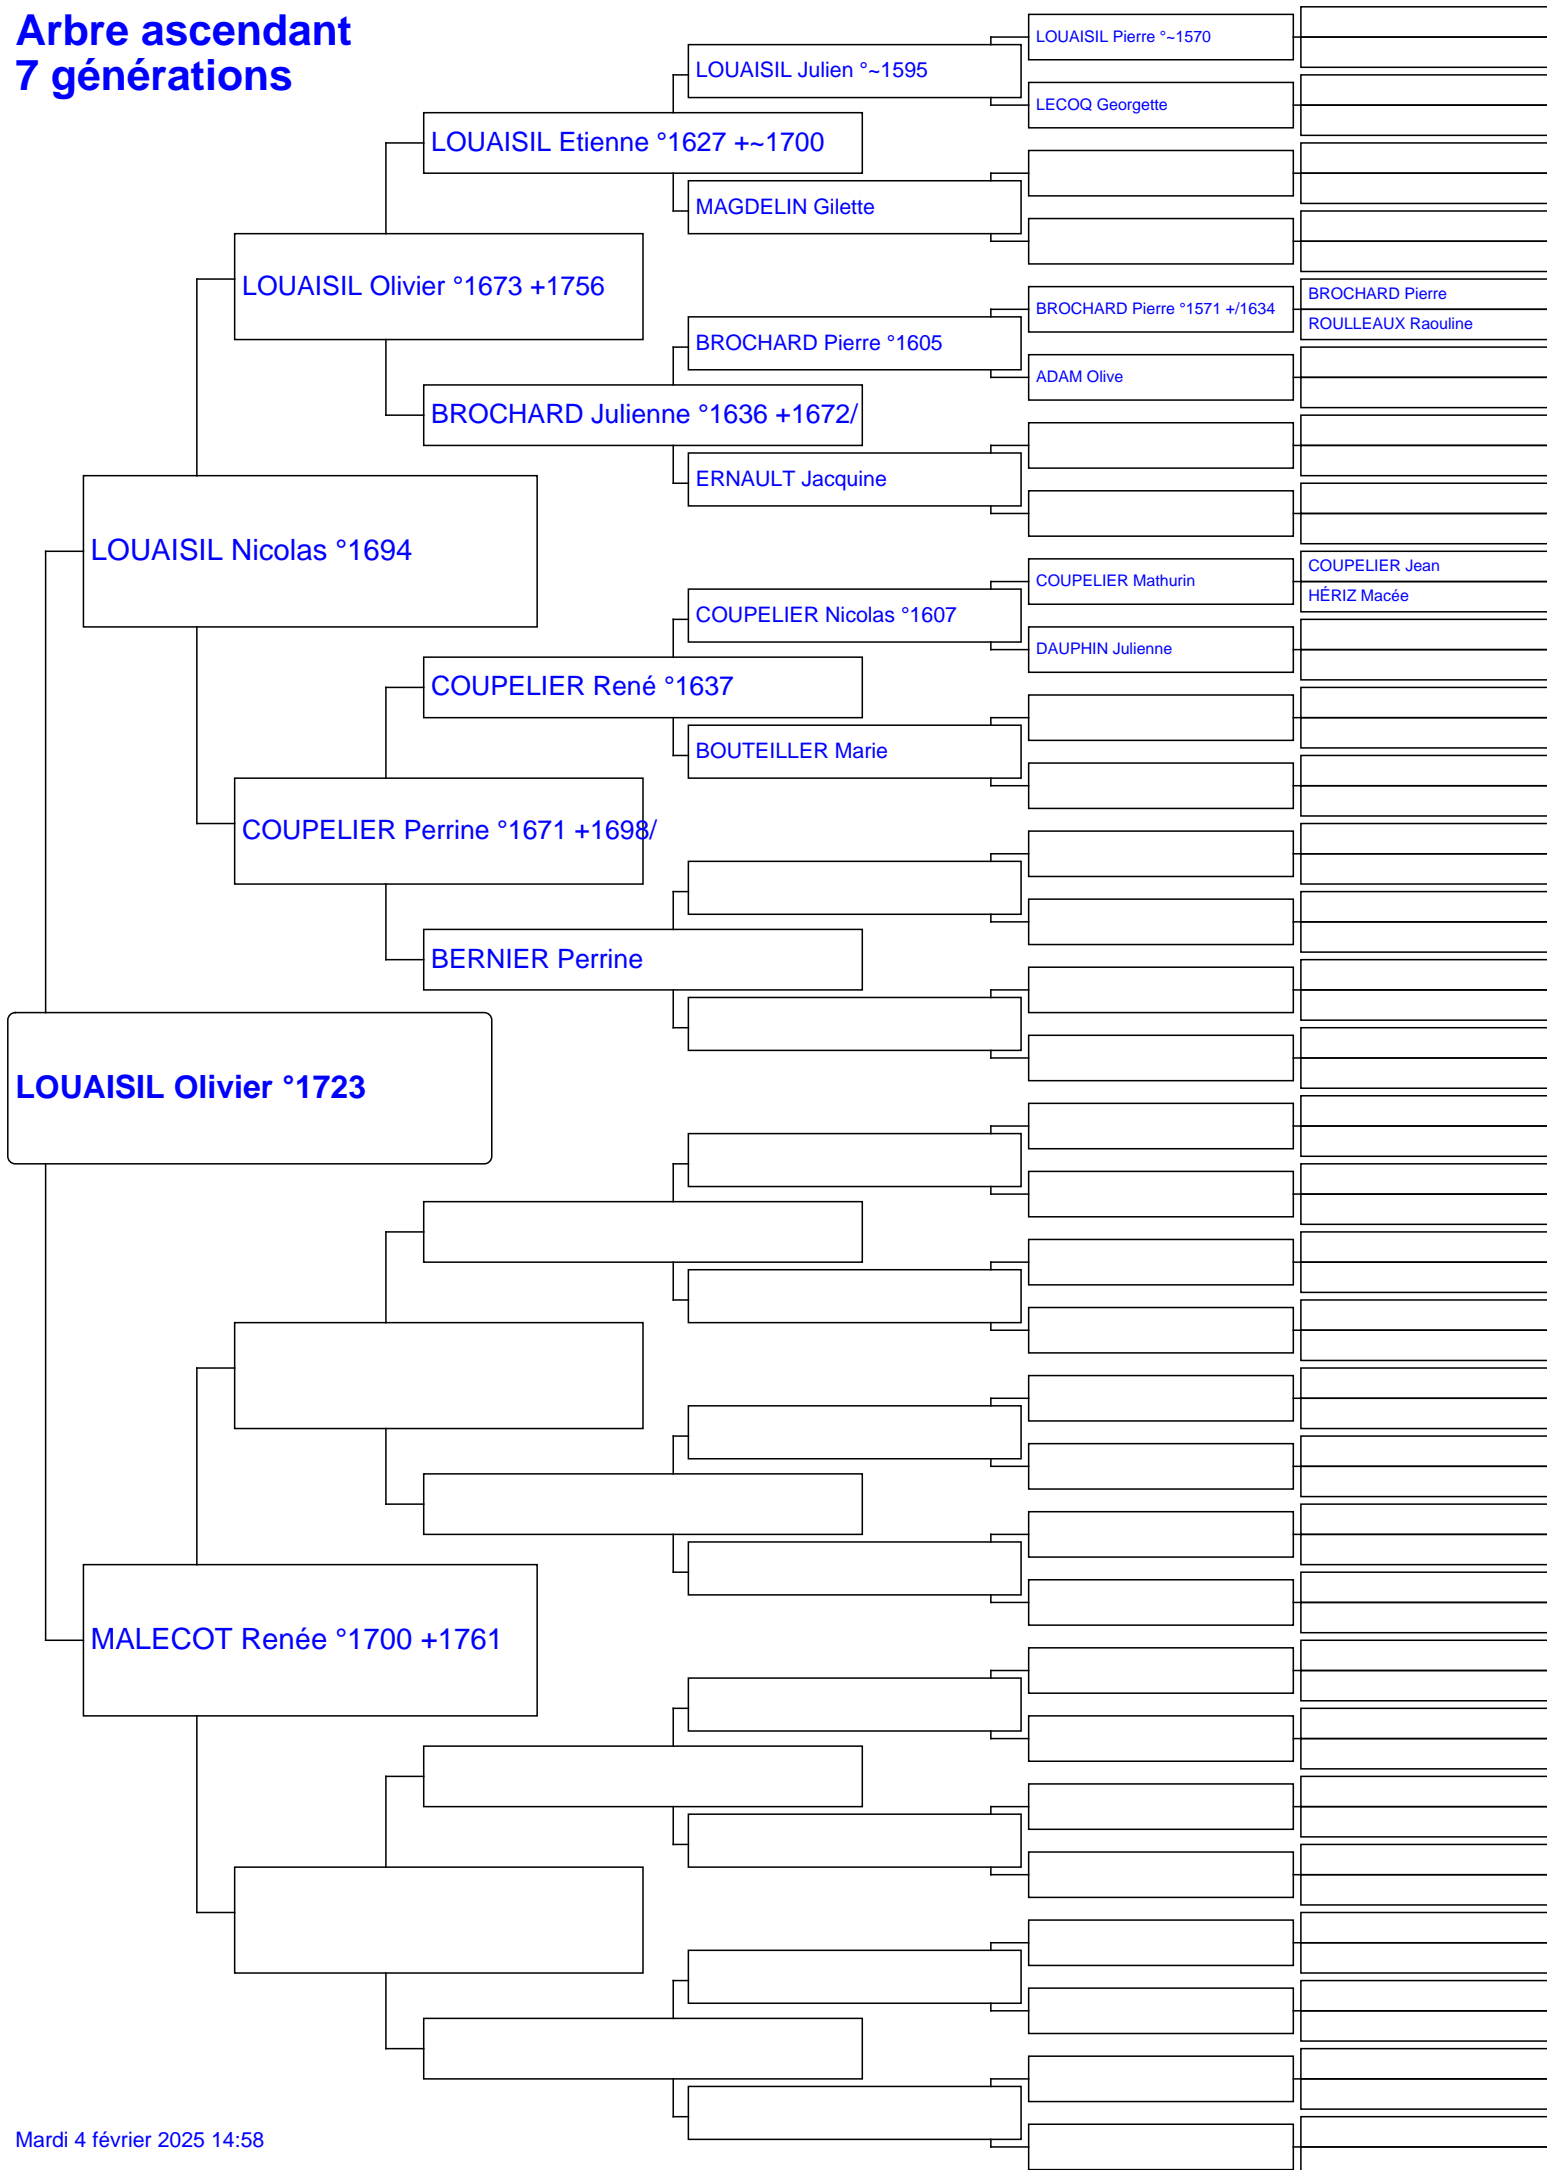 Arbre ascendant
7 générations
LOUAISIL Pierre °~1570
LOUAISIL Julien °~1595
LECOQ Georgette
LOUAISIL Etienne °1627 +~1700
MAGDELIN Gilette
LOUAISIL Olivier °1673 +1756
BROCHARD Pierre
BROCHARD Pierre °1571 +/1634
ROULLEAUX Raouline
BROCHARD Pierre °1605
ADAM Olive
BROCHARD Julienne °1636 +1672/
ERNAULT Jacquine
LOUAISIL Nicolas °1694
COUPELIER Jean
COUPELIER Mathurin
HÉRIZ Macée
COUPELIER Nicolas °1607
DAUPHIN Julienne
COUPELIER René °1637
BOUTEILLER Marie
COUPELIER Perrine °1671 +1698/
BERNIER Perrine
LOUAISIL Olivier °1723
MALECOT Renée °1700 +1761
Mardi 4 février 2025 14:58